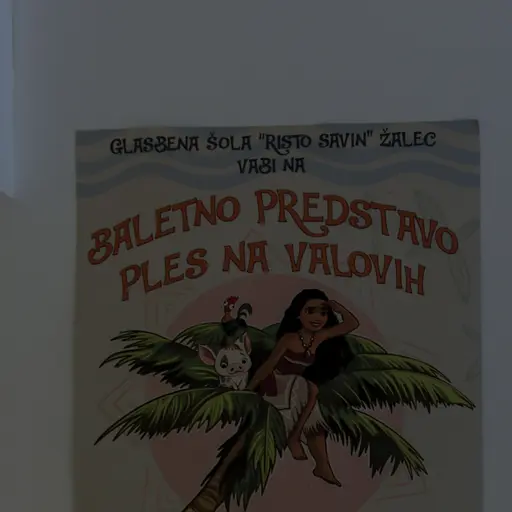 GLASBENA ŠOLA "RISTO SAVIN" ŽALEC
VABI NA
BALETNO PREDSTAVO
PLES NA VALOVIH